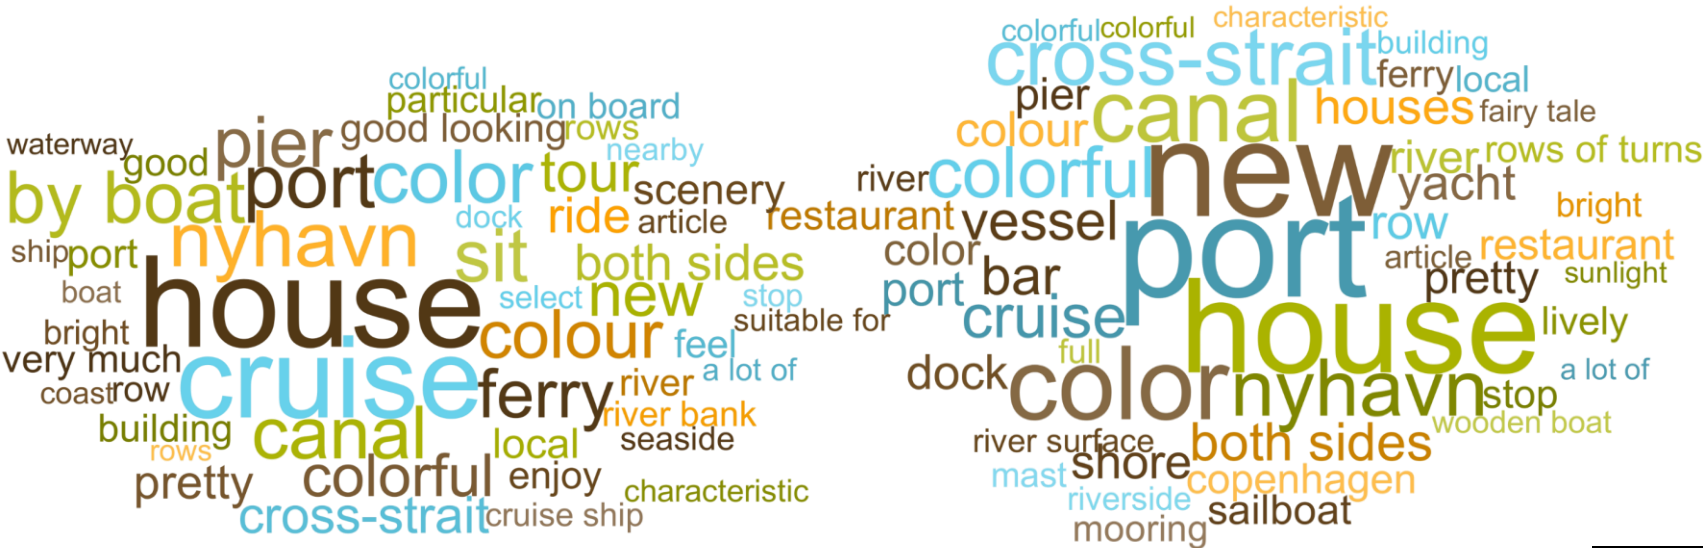 colorful
particular
on board
good looking
rows
pier
waterway
good
nearby
port
color
tour
scenery
by boat
dock
ride
article
nyhavn
sit
ship
port
both sides
boat
house
select
new
stop
bright
colour
suitable for
feel
very much
cruise
a lot of
coast
row
ferry
river
river bank
building
canal
local
seaside
rows
pretty
colorful
enjoy
characteristic
cross-strait
cruise ship
characteristic
colorful
colorful
building
cross-strait
ferry
local
pier
canal
houses
fairy tale
colour
new
river
rows of turns
river
colorful
yacht
restaurant
vessel
row
bright
color
port
article
restaurant
bar
pretty
sunlight
port
cruise
house
lively
full
dock
color
nyhavn
stop
a lot of
wooden boat
river surface
both sides
shore
mast
copenhagen
riverside
sailboat
mooring